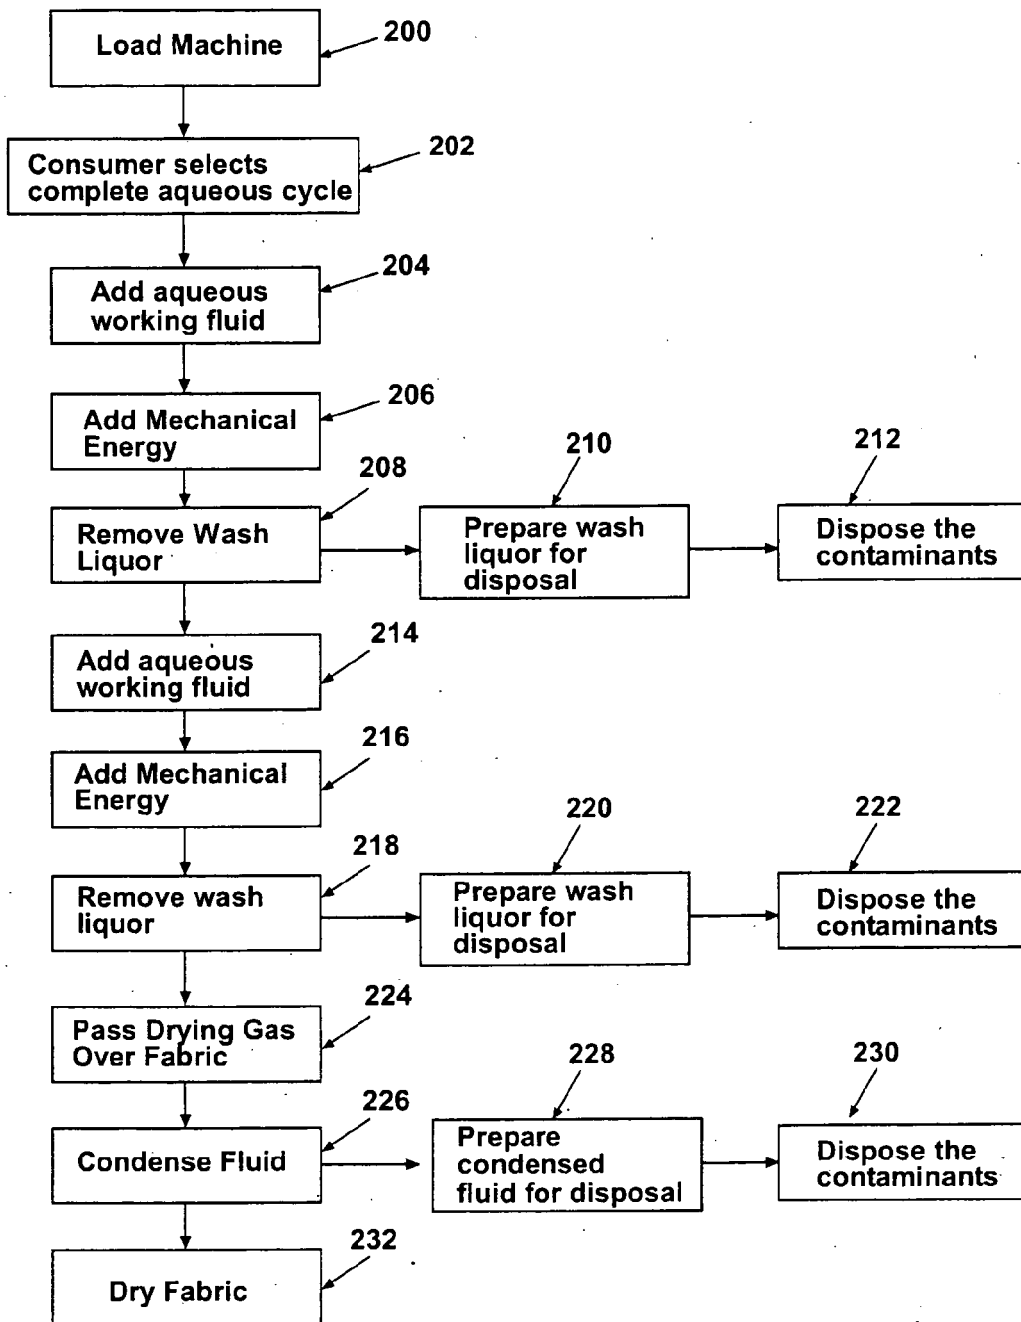 Load Machine
200
Consumer selects
complete aqueous cycle
202
Add aqueous
working fluid
204
Add Mechanical
Energy
206
Remove Wash
Liquor
208
Prepare wash
liquor for
disposal
210
Dispose the
contaminants
212
Add aqueous
working fluid
214
Add Mechanical
Energy
216
Remove wash
liquor
218
Prepare wash
liquor for
disposal
220
Dispose the
contaminants
222
Pass Drying Gas
Over Fabric
224
Condense Fluid
226
Prepare
condensed
fluid for disposal
228
Dispose the
contaminants
230
Dry Fabric
232